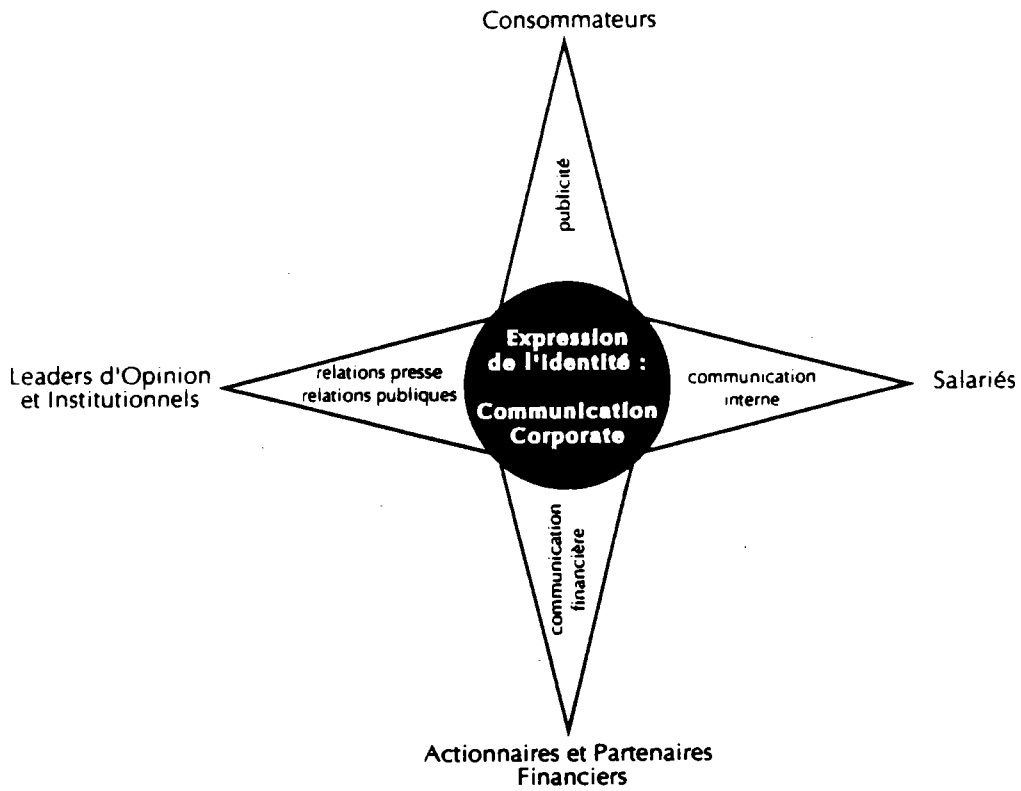 Consommateurs
publicité
Expression
de l'Identité :
Communication
Corporate
Leaders d'Opinion
et Institutionnels
relations presse
relations publiques
communication
interne
Salariés
communication
financière
Actionnaires et Partenaires
Financiers